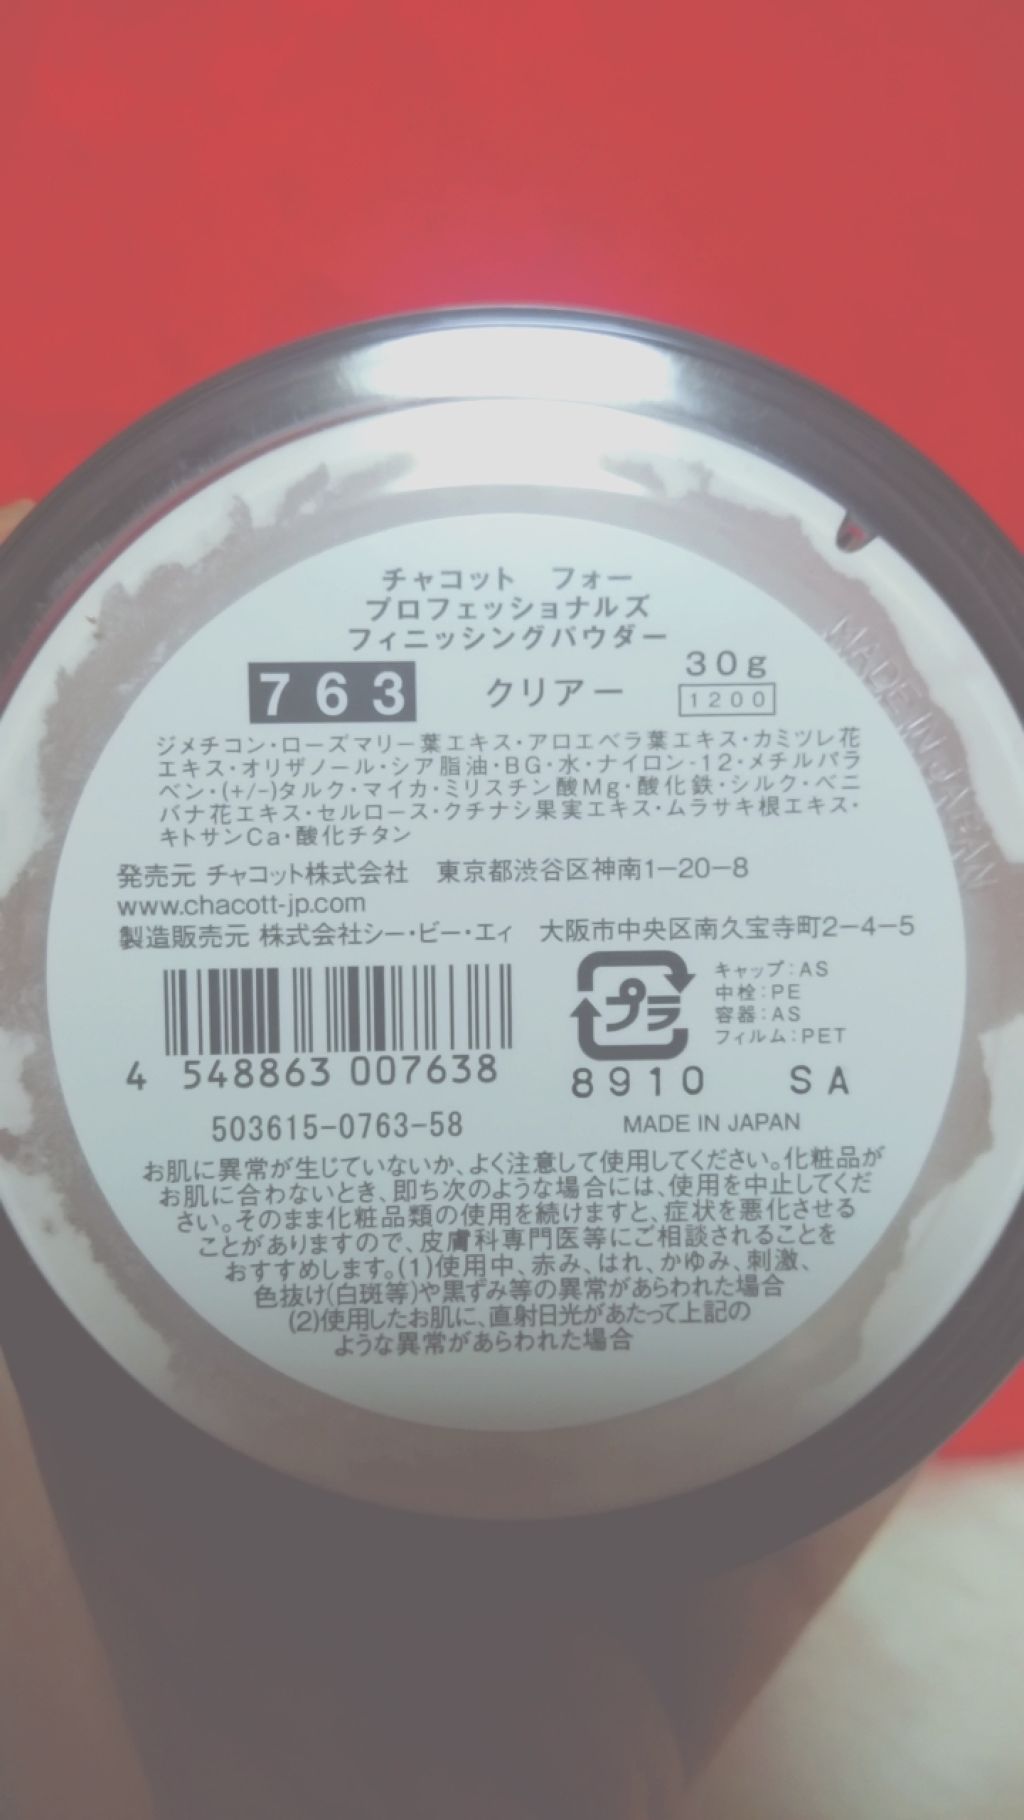 チャコット フォー
プロフェッショナルズ
フィニッシングパウダー
763 クリアー 30g
1200
ジメチコン・ローズマリー葉エキス・アロエベラ葉エキス・カミツレ花
エキス・オリザノール・シア脂油・BG・水・ナイロン-12・メチルパラ
ベン・(+/-)タルク・マイカ・ミリスチン酸Mg・酸化鉄・シルク・ベニ
バナ花エキス・セルロース・クチナシ果実エキス・ムラサキ根エキス・
キトサンCa・酸化チタン
発売元 チャコット株式会社 東京都渋谷区神南1-20-8
www.chacott-jp.com
製造販売元 株式会社シー・ビー・エィ 大阪市中央区南久宝寺町2-4-5
プラ
キャップ:AS
中栓:PE
容器:AS
フィルム:PET
4 548863 007638
8910 SA
503615-0763-58
MADE IN JAPAN
お肌に異常が生じていないか、よく注意して使用してください。化粧品が
お肌に合わないとき、即ち次のような場合には、使用を中止してくだ
さい。そのまま化粧品類の使用を続けますと、症状を悪化させる
ことがありますので、皮膚科専門医等にご相談されることを
おすすめします。(1)使用中、赤み、はれ、かゆみ、刺激、
色抜け(白斑等)や黒ずみ等の異常があらわれた場合
(2)使用したお肌に、直射日光があたって上記の
ような異常があらわれた場合
MADE IN JAPAN